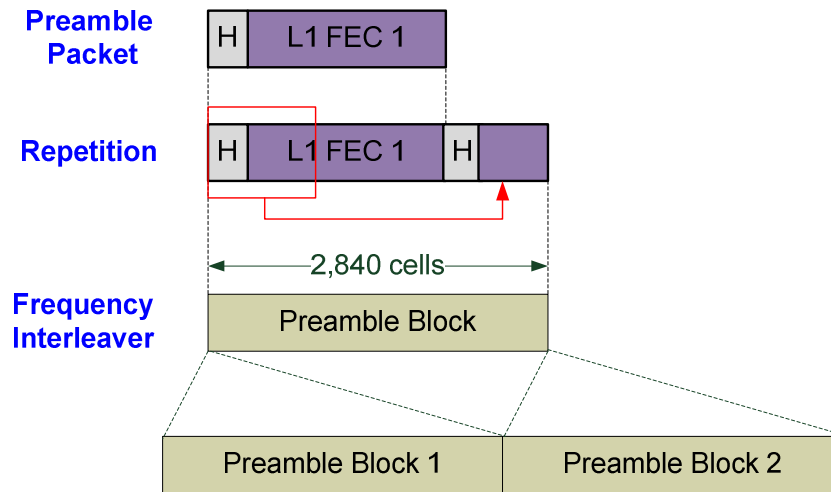 Preamble
Packet
H
L1 FEC 1
Repetition
H
L1 FEC 1
H
2,840 cells
Frequency
Interleaver
Preamble Block
Preamble Block 1
Preamble Block 2